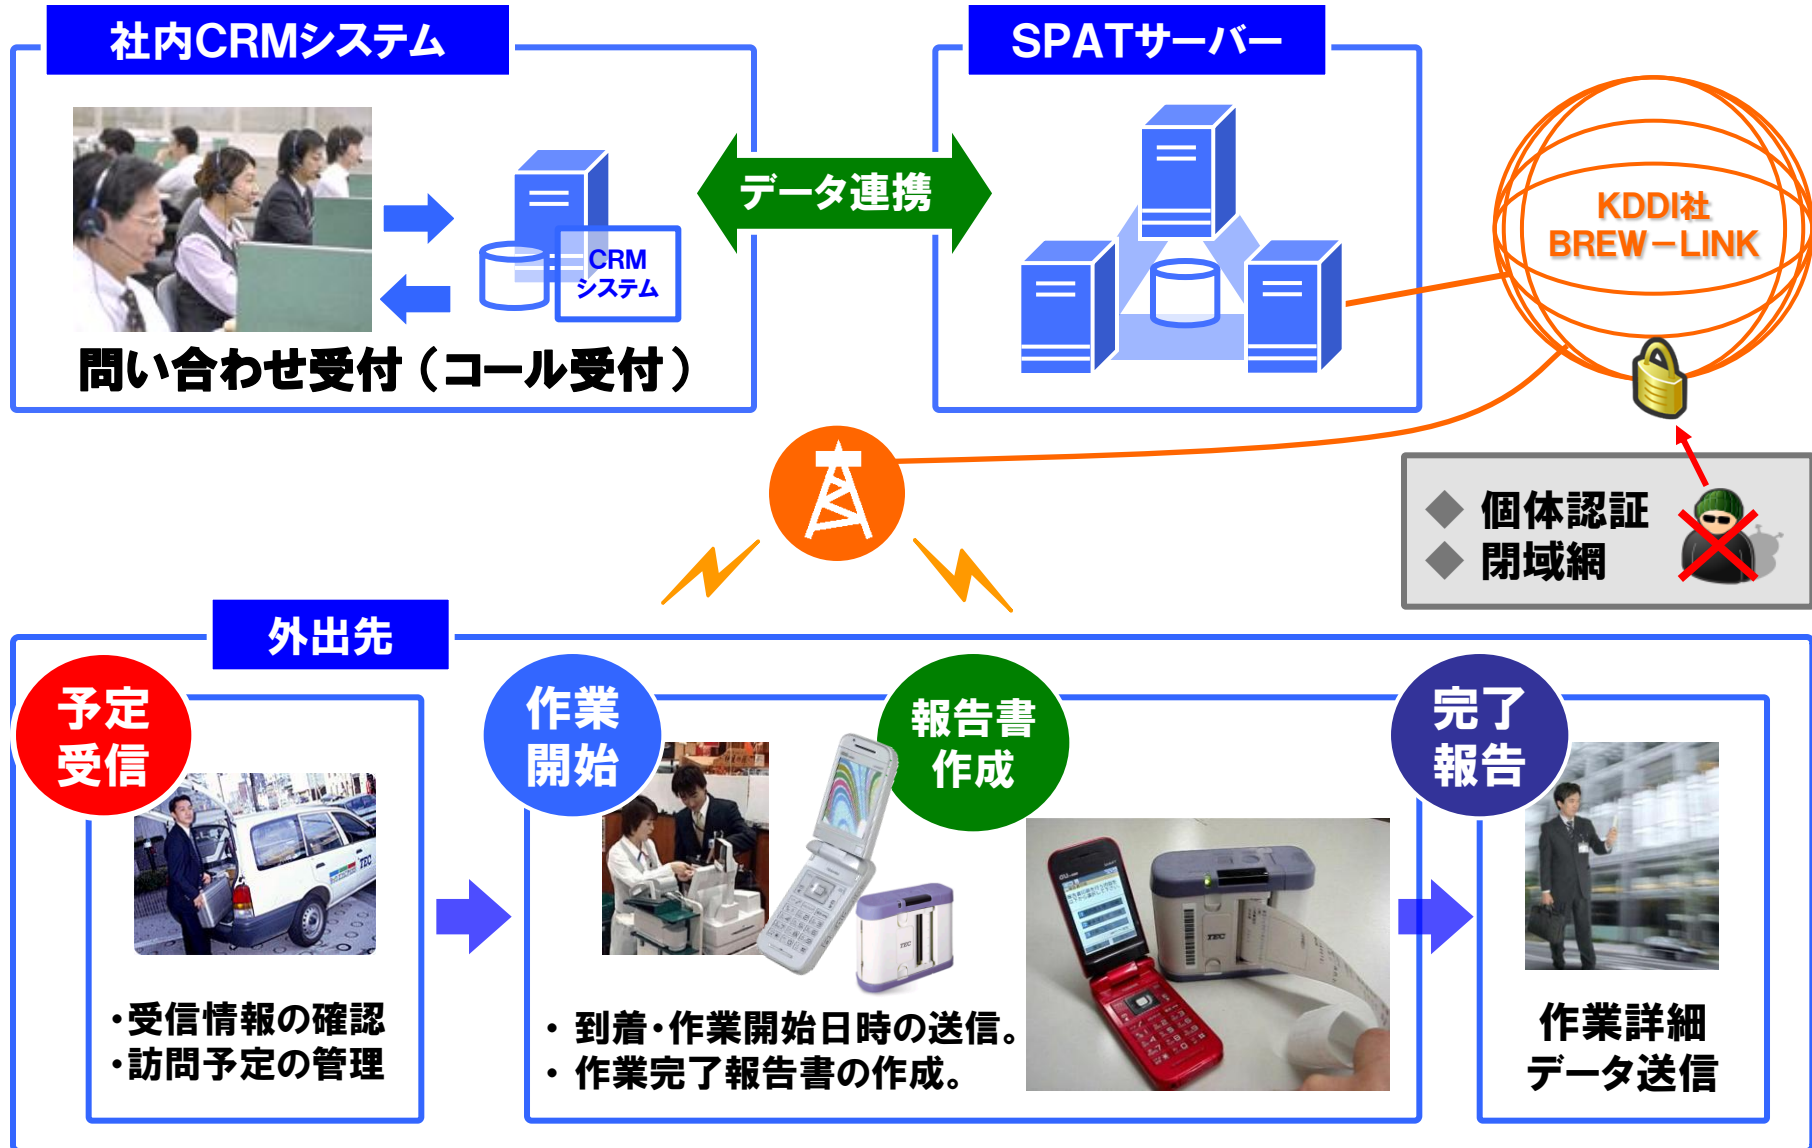 社内CRMシステム
SPATサーバー
データ連携
CRM
システム
問い合わせ受付（コール受付）
KDDI社
BREW－LINK
◆ 個体認証
◆ 閉域網
外出先
予定
受信
TEC
・受信情報の確認
・訪問予定の管理
作業
開始
報告書
作成
TEC
TEC
・ 到着・作業開始日時の送信。
・ 作業完了報告書の作成。
完了
報告
作業詳細
データ送信